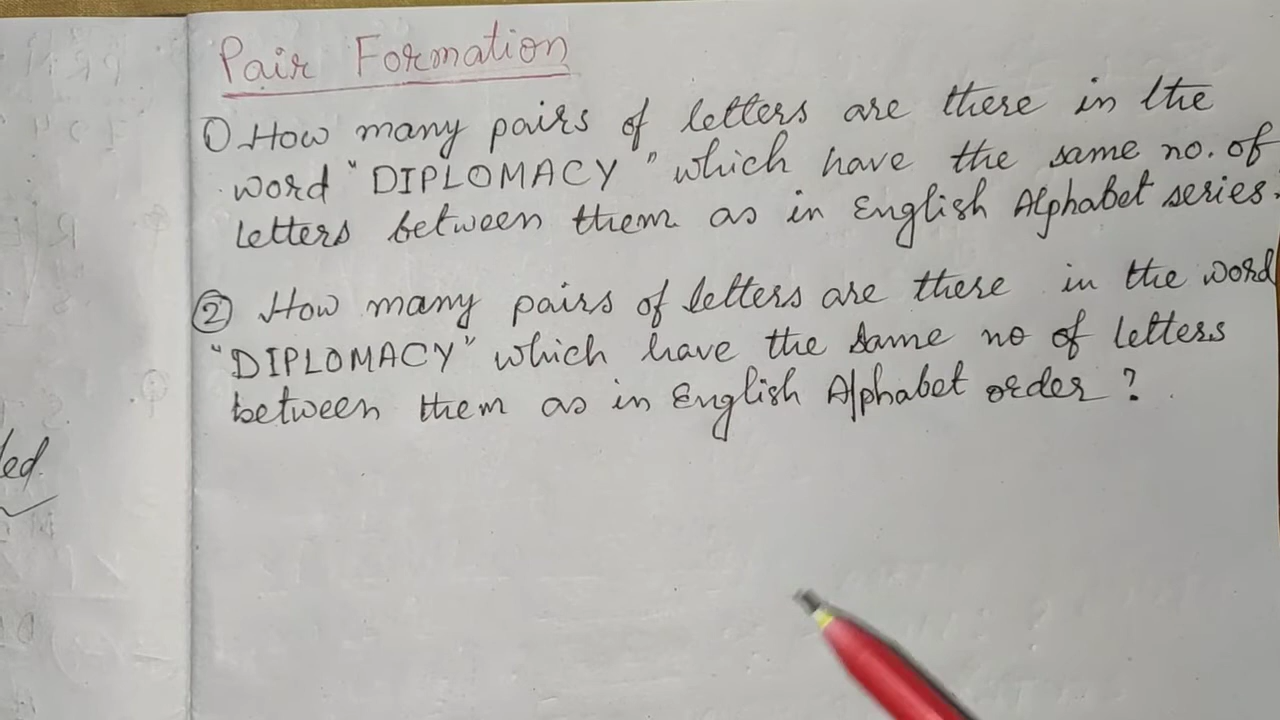 Pair Formation
1) How many pairs of letters are there in the
word "DIPLOMACY" which have the same no. of
letters between them as in English Alphabet series.
2) How many pairs of letters are there in the word
"DIPLOMACY" which have the same no of letters
between them as in English Alphabet order ?
ed.